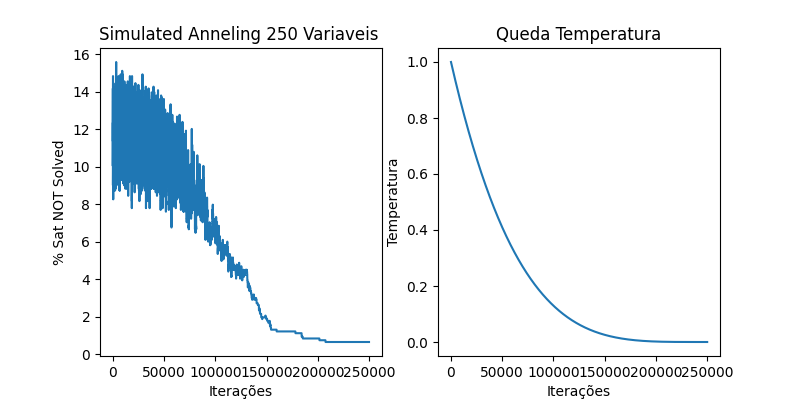 Simulated Anneling 250 Variaveis
% Sat NOT Solved
16
14
12
10
8
6
4
2
0
0 50000 100000 150000 200000 250000
Iterações
Queda Temperatura
Temperatura
1.0
0.8
0.6
0.4
0.2
0.0
0 50000 100000 150000 200000 250000
Iterações